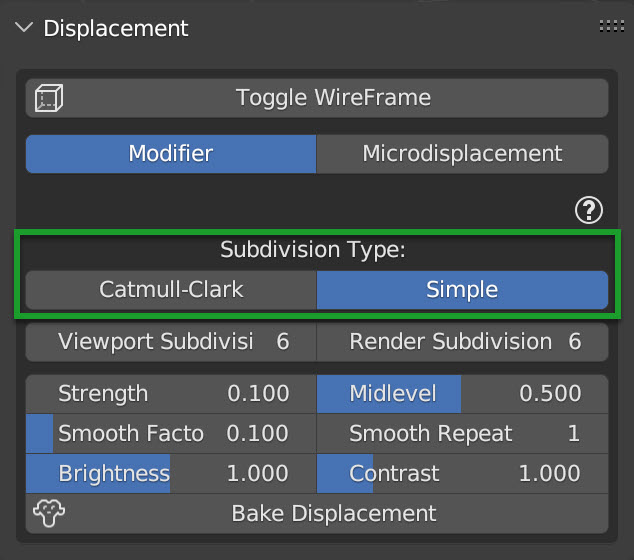 Displacement
Toggle WireFrame
Modifier Microdisplacement
?
Subdivision Type:
Catmull-Clark Simple
Viewport Subdivisi 6 Render Subdivision 6
Strength 0.100 Midlevel 0.500
Smooth Facto 0.100 Smooth Repeat 1
Brightness 1.000 Contrast 1.000
Bake Displacement